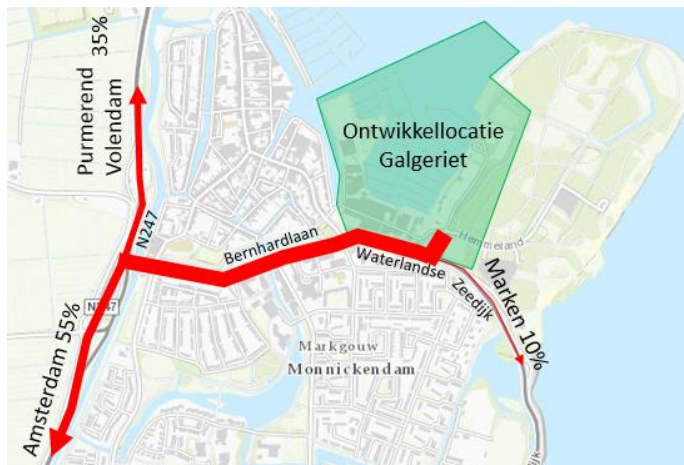 35%
Purmerend
Volendam
Ontwikkellocatie
Galgeriet
N247
Bernhardlaan
Hemmeland
Waterlandse
Zeedijk
Marken 10%
N247
Amsterdam 55%
Markgouw
Monnickendam